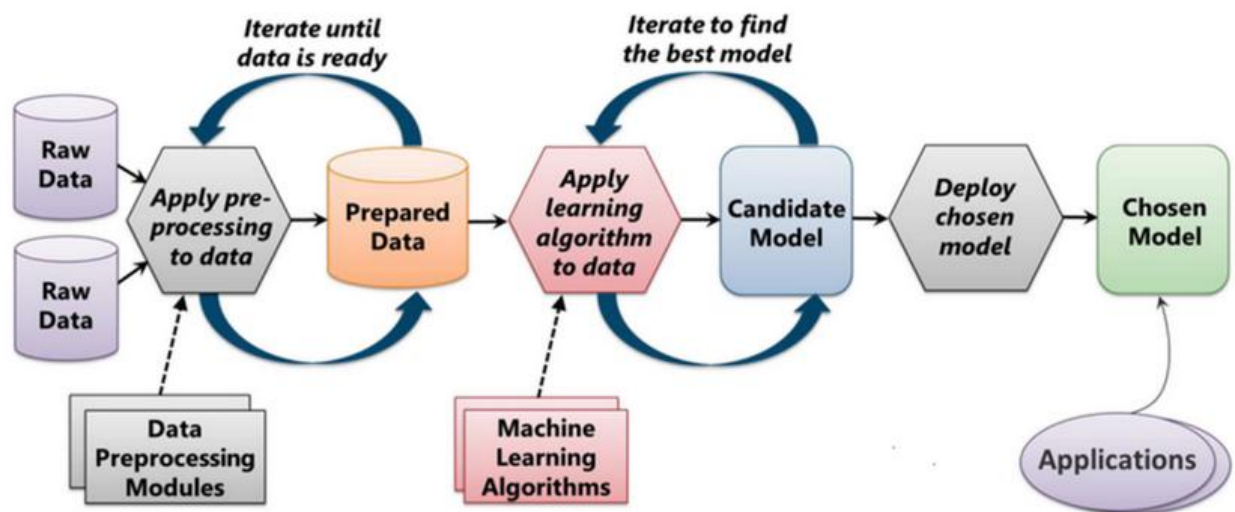 Iterate until
data is ready
Iterate to find
the best model
Raw
Data
Raw
Data
Apply pre-
processing
to data
Prepared
Data
Apply
learning
algorithm
to data
Candidate
Model
Deploy
chosen
model
Chosen
Model
Data
Preprocessing
Modules
Machine
Learning
Algorithms
Applications